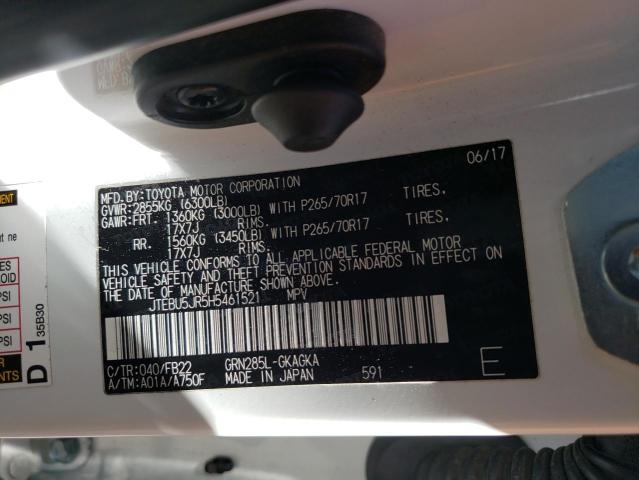 06/17
MFD.BY:TOYOTA MOTOR CORPORATION
GVWR:2855KG (6300LB)
GAWR:FRT. 1360KG (3000LB) WITH P265/70R17 TIRES.
17X7J RIMS.
RR. 1560KG (3450LB) WITH P265/70R17 TIRES.
17X7J RIMS.
THIS VEHICLE CONFORMS TO ALL APPLICABLE FEDERAL MOTOR
VEHICLE SAFETY AND THEFT PREVENTION STANDARDS IN EFFECT ON
THE DATE OF MANUFACTURE SHOWN ABOVE.
JTEBU5JR5H5461521 MPV
C/TR:040/FB22 GRN285L-GKAGKA
A/TM:A01A/A750F MADE IN JAPAN 591 E
D 1 35B30
PSI
PSI